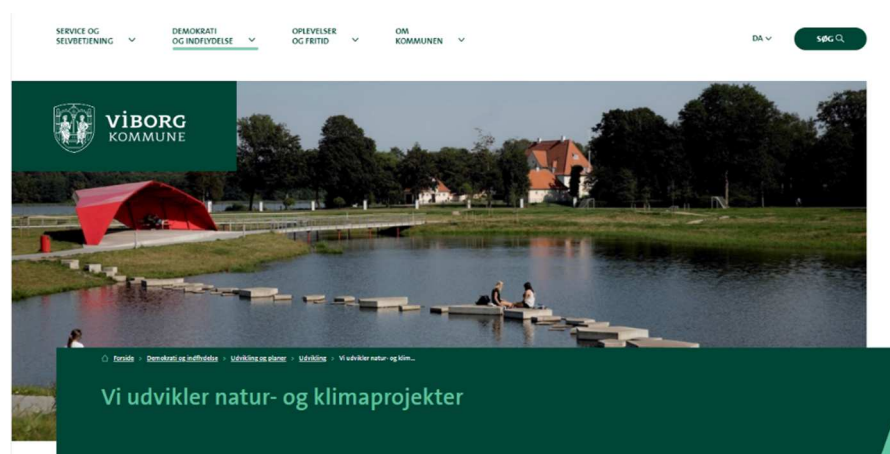 SERVICE OG
SELVBETJENING
DEMOKRATI
OG INDFLYDELSE
OPLEVELSER
OG FRITID
OM
KOMMUNEN
DA
SØG
VIBORG
KOMMUNE
Forside › Demokrati og indflydelse › Udvikling og planer › Udvikling › Vi udvikler natur- og klim...
Vi udvikler natur- og klimaprojekter